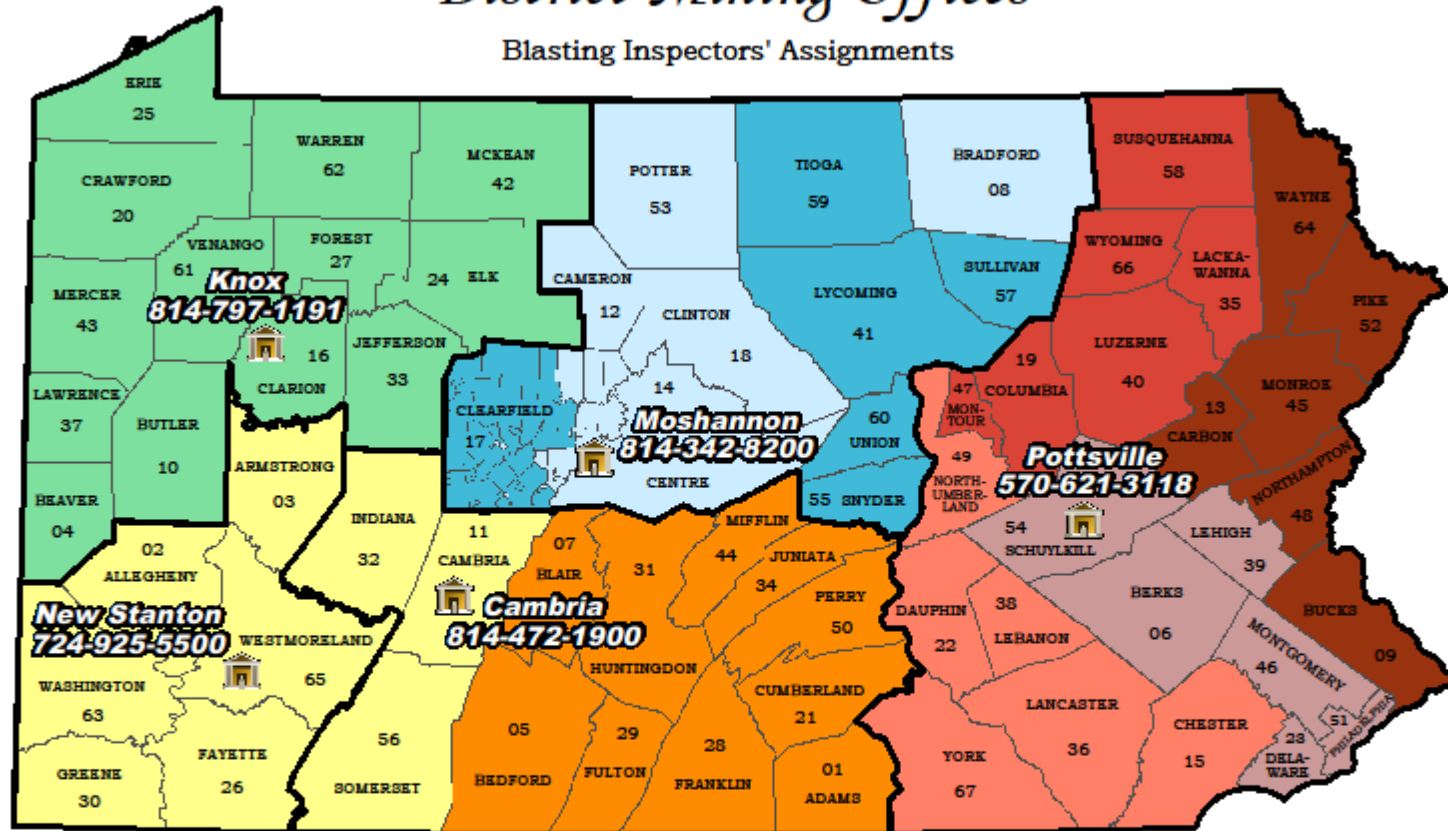 District Mining Offices
Blasting Inspectors' Assignments
ERIE
25
WARREN
62
MCKEAN
42
CRAWFORD
20
POTTER
53
TIOGA
59
BRADFORD
08
SUSQUEHANNA
58
WAYNE
64
VENANGO
61
FOREST
27
24 ELK
Knox
814-797-1191
MERCER
43
16
CLARION
JEFFERSON
33
CAMERON
12
CLINTON
18
14
LYCOMING
41
SULLIVAN
57
WYOMING
66
LACKA-
WANNA
35
PIKE
52
LAWRENCE
37
BUTLER
10
CLEARFIELD
17
Moshannon
814-342-8200
CENTRE
60
UNION
55 SNYDER
47
MON-
TOUR
19
COLUMBIA
LUZERNE
40
13
CARBON
MONROE
45
BEAVER
04
ARMSTRONG
03
INDIANA
32
11
CAMBRIA
07
BLAIR
31
HUNTINGDON
MIFFLIN
44
JUNIATA
34
PERRY
50
49
NORTH-
UMBER-
LAND
Pottsville
570-621-3118
54
SCHUYLKILL
LEHIGH
39
NORTHAMPTON
48
02
ALLEGHENY
New Stanton
724-925-5500
WESTMORELAND
65
Cambria
814-472-1900
DAUPHIN
22
38
LEBANON
BERKS
06
MONTGOMERY
46
BUCKS
09
WASHINGTON
63
CUMBERLAND
21
LANCASTER
36
CHESTER
15
51
PHILADELPHIA
23
DELA-
WARE
GREENE
30
FAYETTE
26
56
SOMERSET
05
BEDFORD
29
FULTON
28
FRANKLIN
01
ADAMS
YORK
67